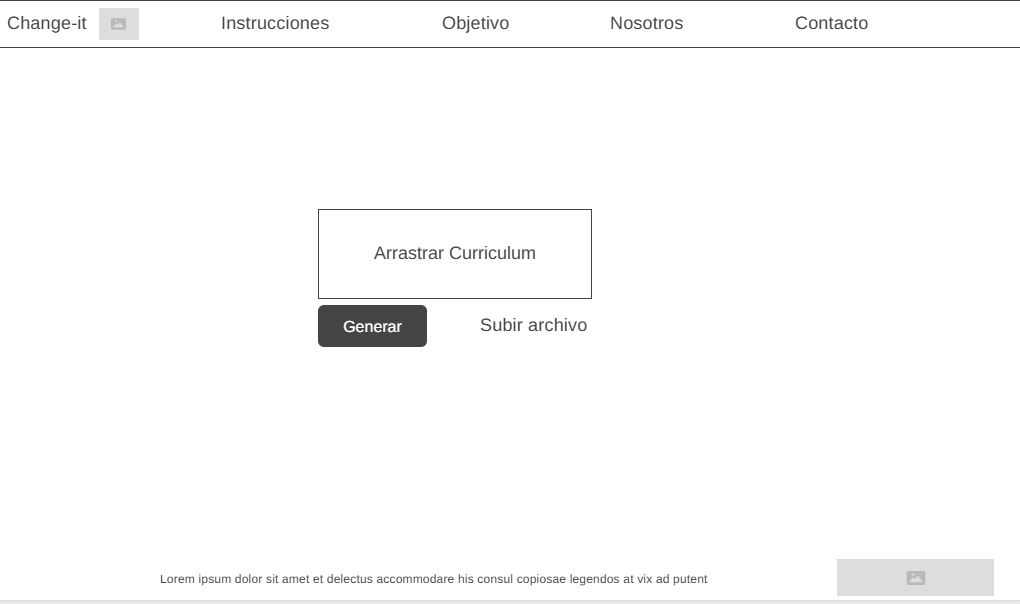 Change-it Instrucciones Objetivo Nosotros Contacto
Arrastrar Curriculum
Generar Subir archivo
Lorem ipsum dolor sit amet et delectus accommodare his consul copiosae legendos at vix ad putent